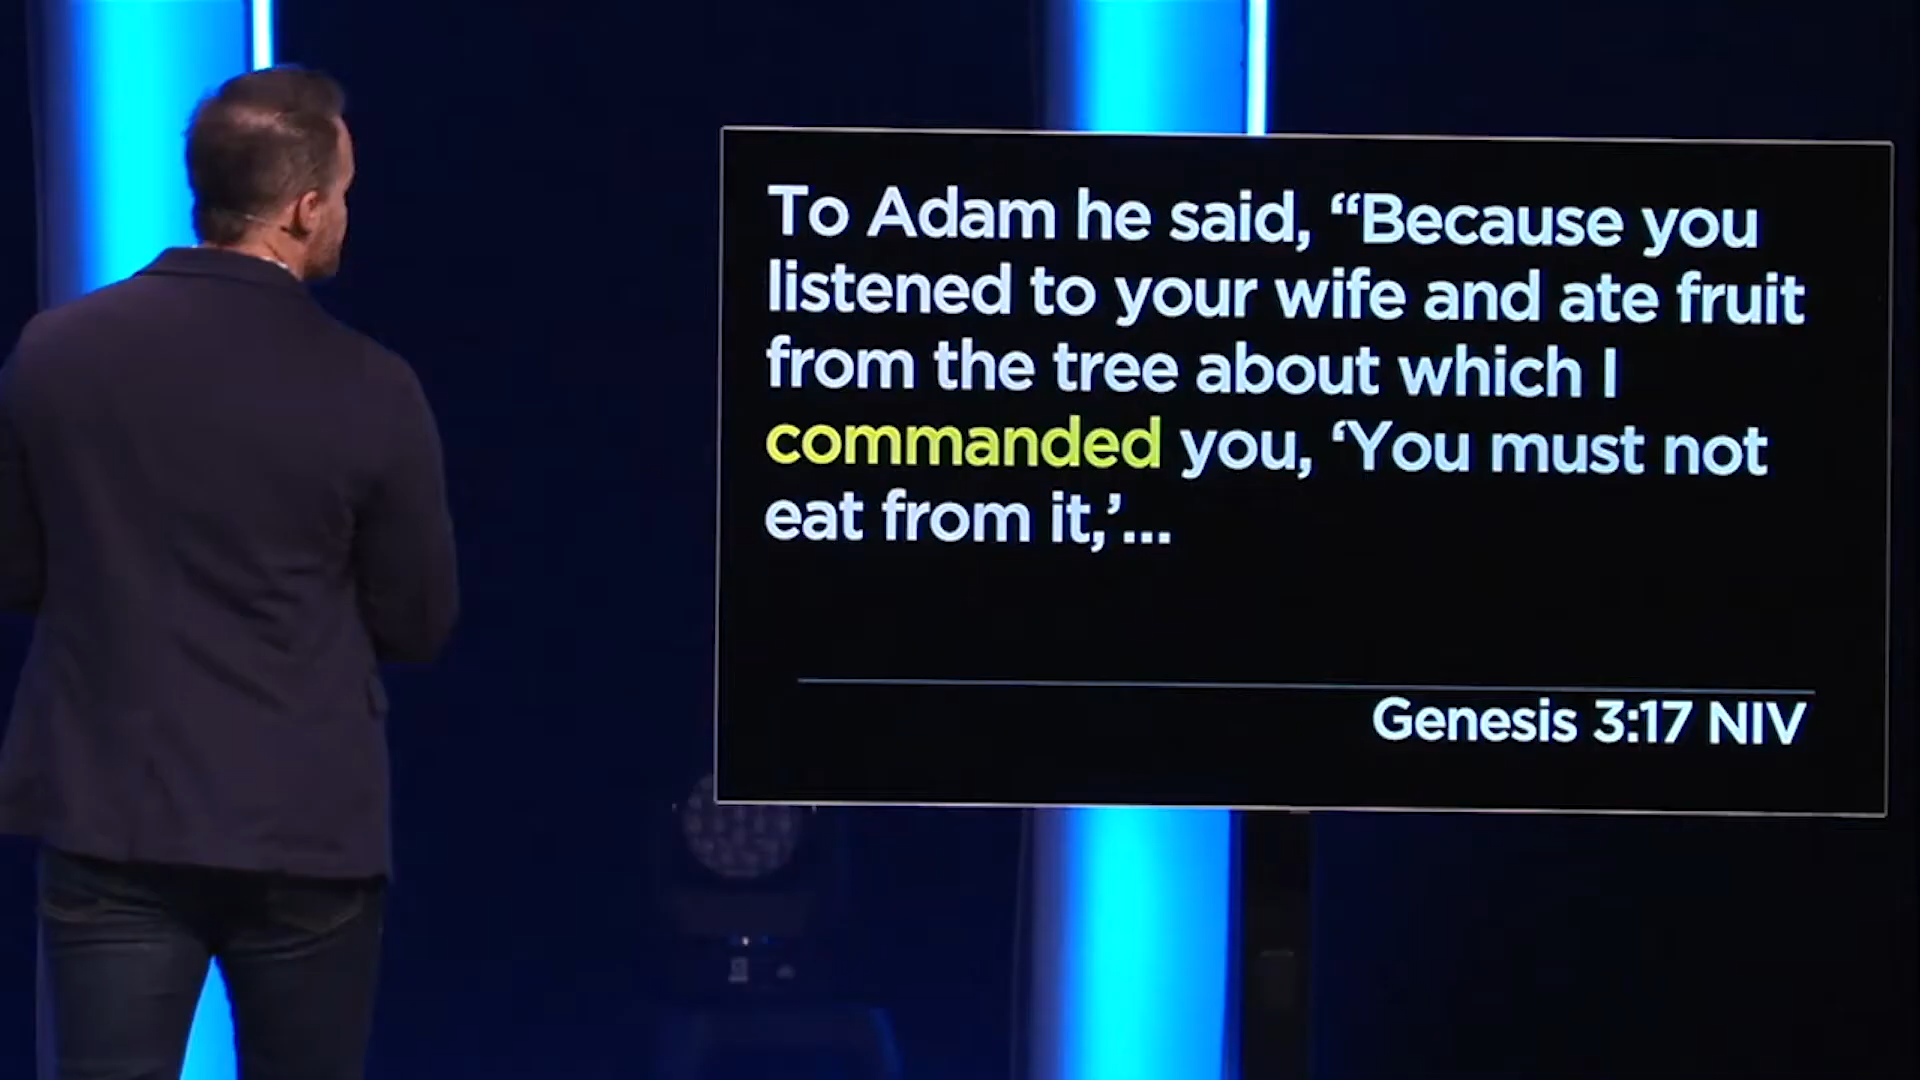 To Adam he said, “Because you
listened to your wife and ate fruit
from the tree about which I
commanded you, ‘You must not
eat from it,’...
Genesis 3:17 NIV